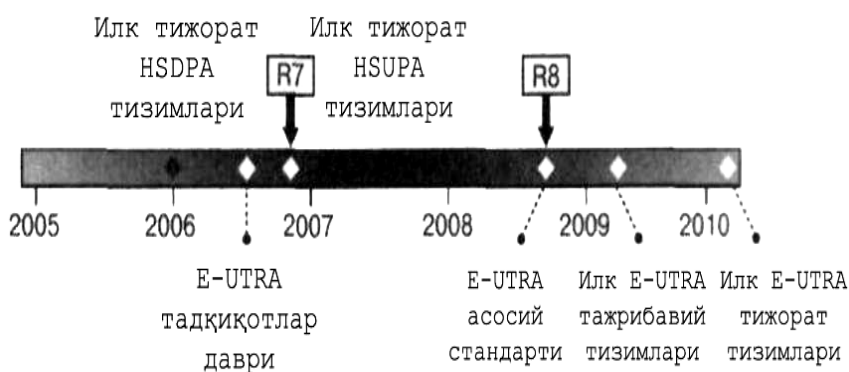 Илк тижорат
HSDPA
тизимлари
R7
Илк тижорат
HSUPA
тизимлари
R8
2005
2006
2007
2008
2009
2010
E-UTRA
тадқиқотлар
даври
E-UTRA
асосий
стандарти
Илк E-UTRA
тажрибавий
тизимлари
Илк E-UTRA
тижорат
тизимлари